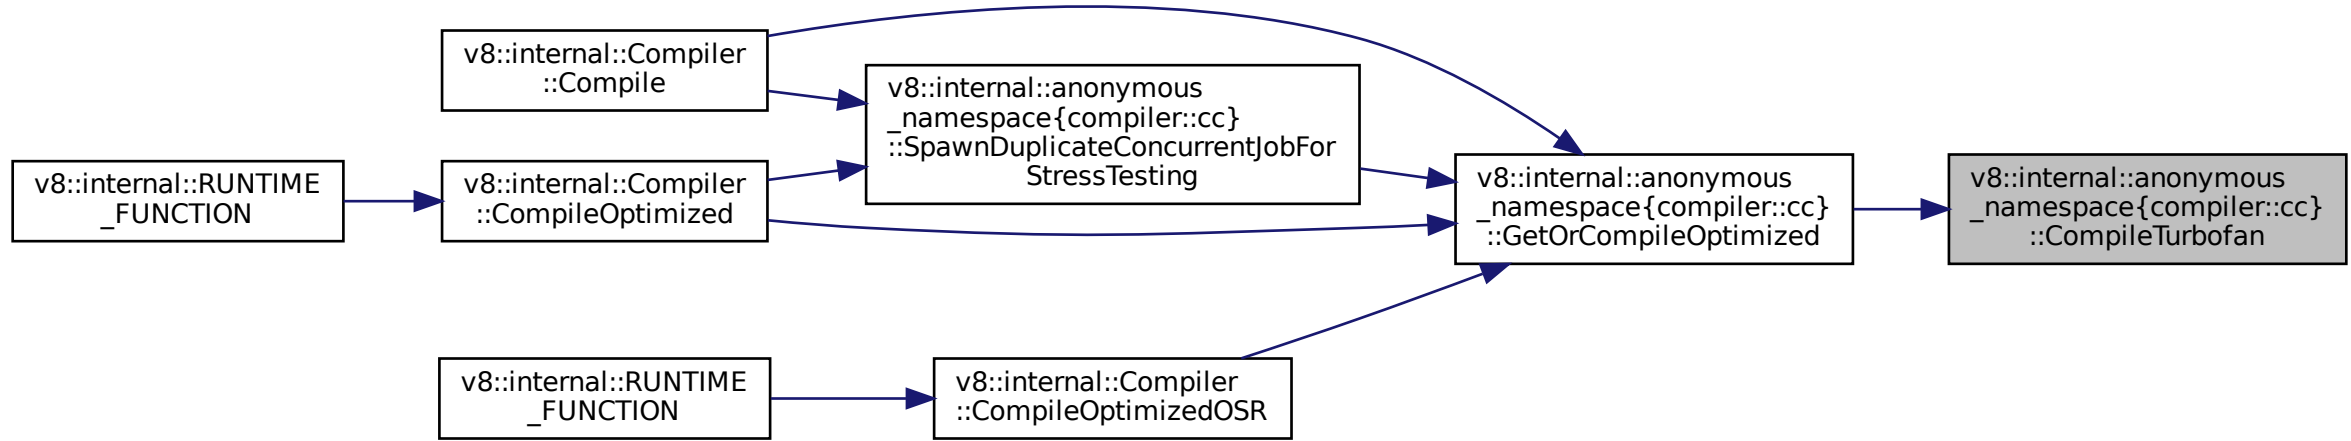 v8::internal::Compiler
::Compile
v8::internal::anonymous
_namespace{compiler::cc}
::SpawnDuplicateConcurrentJobFor
StressTesting
v8::internal::RUNTIME
_FUNCTION
v8::internal::Compiler
::CompileOptimized
v8::internal::anonymous
_namespace{compiler::cc}
::GetOrCompileOptimized
v8::internal::anonymous
_namespace{compiler::cc}
::CompileTurbofan
v8::internal::RUNTIME
_FUNCTION
v8::internal::Compiler
::CompileOptimizedOSR